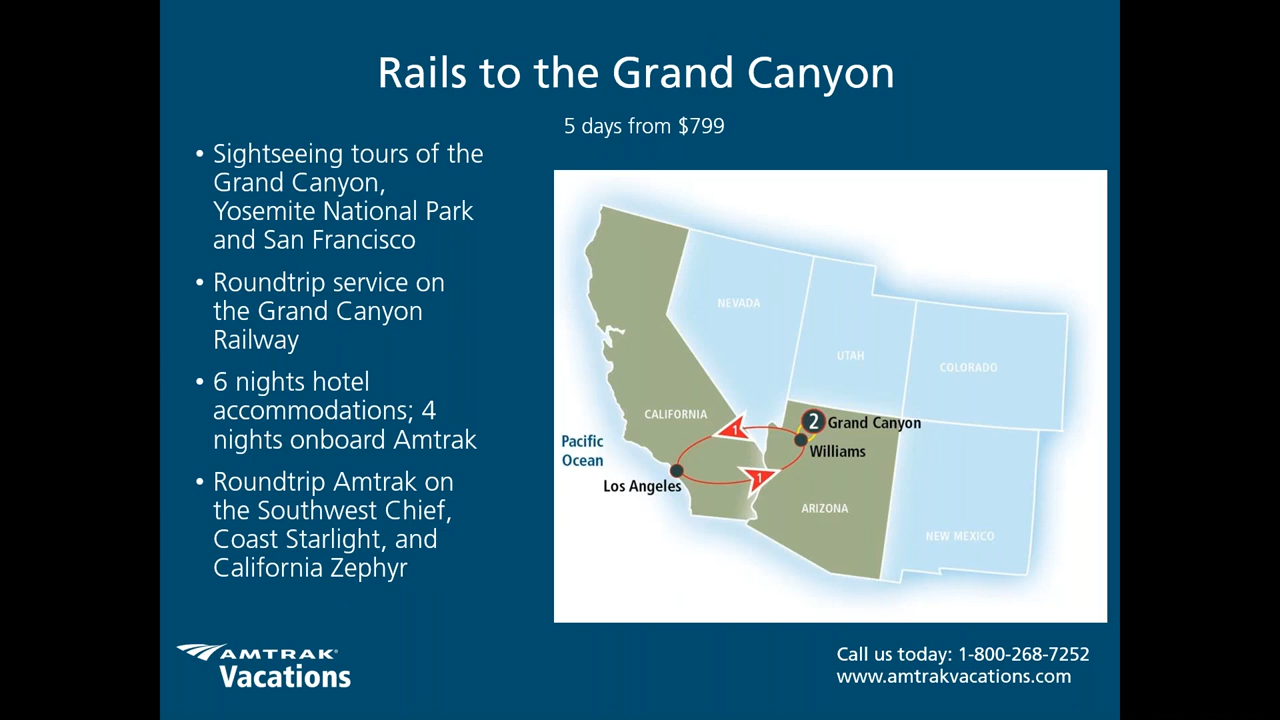 Rails to the Grand Canyon
5 days from $799
• Sightseeing tours of the
Grand Canyon,
Yosemite National Park
and San Francisco
• Roundtrip service on
the Grand Canyon
Railway
• 6 nights hotel
accommodations; 4
nights onboard Amtrak
• Roundtrip Amtrak on
the Southwest Chief,
Coast Starlight, and
California Zephyr
NEVADA
UTAH
COLORADO
CALIFORNIA
1
2
Grand Canyon
Williams
Pacific
Ocean
Los Angeles
1
ARIZONA
NEW MEXICO
AMTRAK®
Vacations
Call us today: 1-800-268-7252
www.amtrakvacations.com